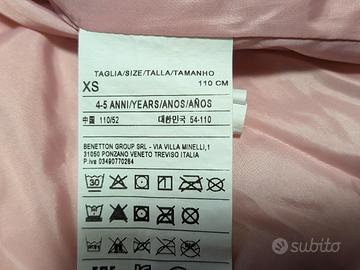 TAGLIA/SIZE/TALLA/TAMANHO
XS 110 CM
4-5 ANNI/YEARS/ANOS/AÑOS
中国 110/52 대한민국 54-110
BENETTON GROUP SRL - VIA VILLA MINELLI,1
31050 PONZANO VENETO TREVISO ITALIA
P.IVA 03490770264
30
subito